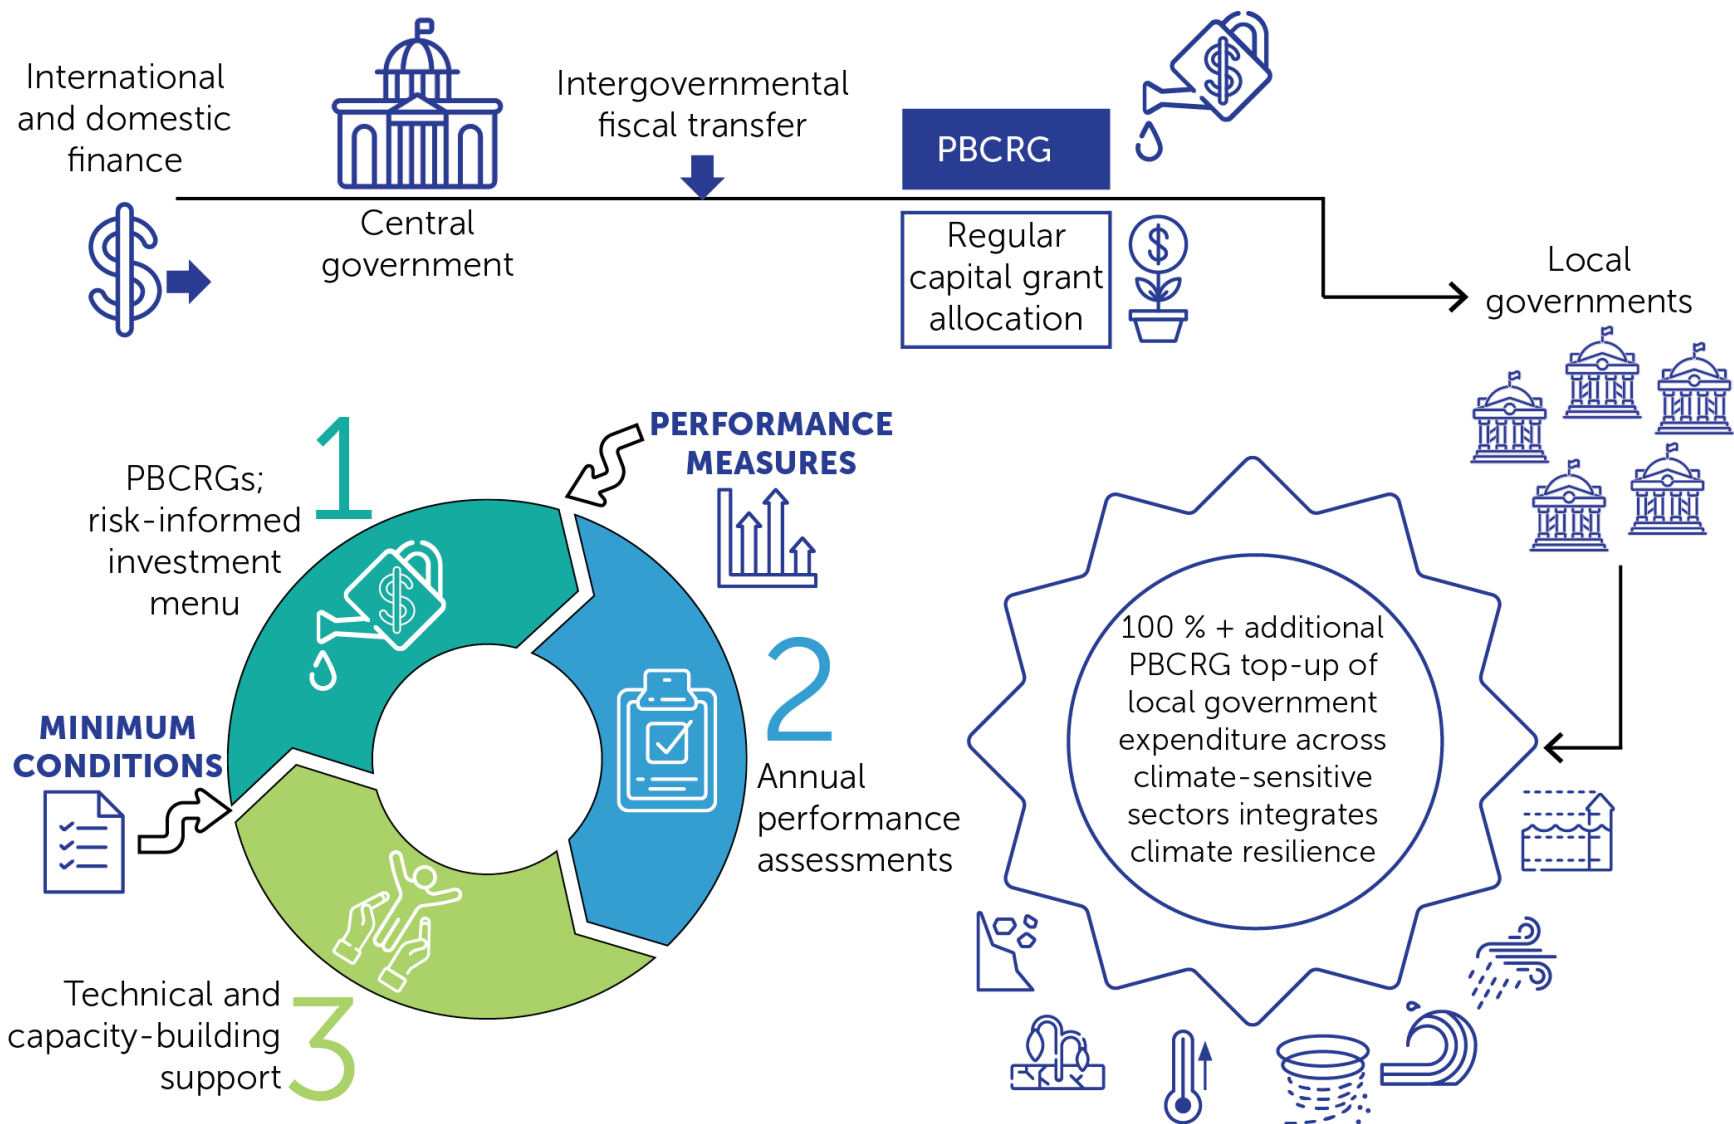 International
and domestic
finance
Central
government
Intergovernmental
fiscal transfer
PBCRG
Regular
capital grant
allocation
Local
governments
1
PBCRGs;
risk-informed
investment
menu
PERFORMANCE
MEASURES
2
Annual
performance
assessments
MINIMUM
CONDITIONS
3
Technical and
capacity-building
support
100 % + additional
PBCRG top-up of
local government
expenditure across
climate-sensitive
sectors integrates
climate resilience